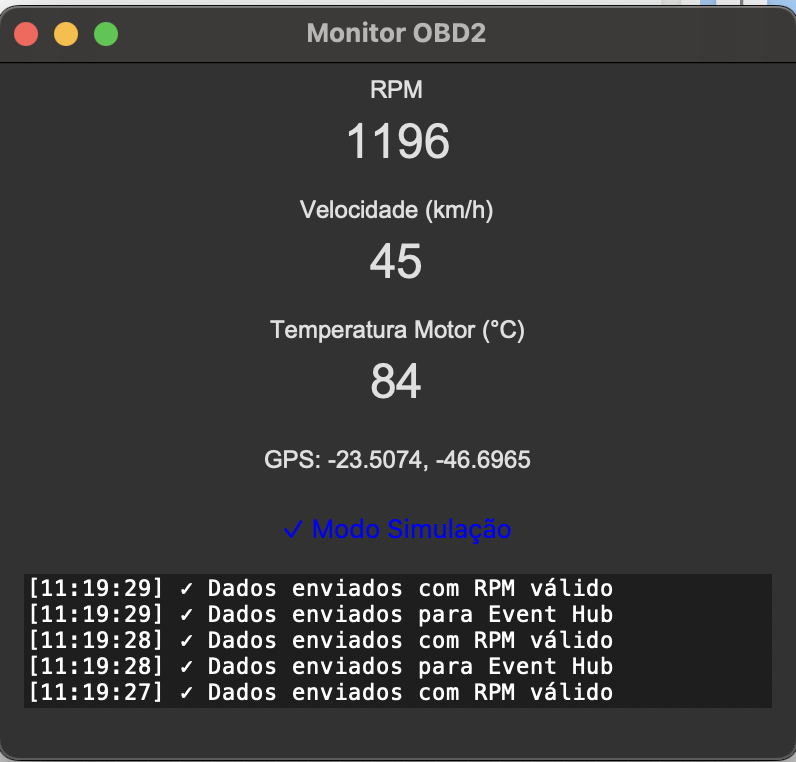 Monitor OBD2
RPM
1196
Velocidade (km/h)
45
Temperatura Motor (°C)
84
GPS: -23.5074, -46.6965
✓ Modo Simulação
[11:19:29] ✓ Dados enviados com RPM válido
[11:19:29] ✓ Dados enviados para Event Hub
[11:19:28] ✓ Dados enviados com RPM válido
[11:19:28] ✓ Dados enviados para Event Hub
[11:19:27] ✓ Dados enviados com RPM válido